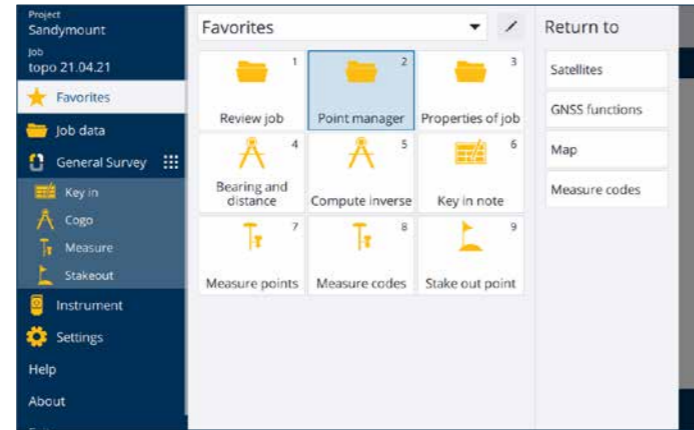 Project
Sandymount
Job
topo 21.04.21
Favorites
Job data
General Survey
Key in
Cogo
Measure
Stakeout
Instrument
Settings
Help
About
Favorites
1
Review job
2
Point manager
3
Properties of job
4
Bearing and
distance
5
Compute inverse
6
Key in note
7
Measure points
8
Measure codes
9
Stake out point
Return to
Satellites
GNSS functions
Map
Measure codes